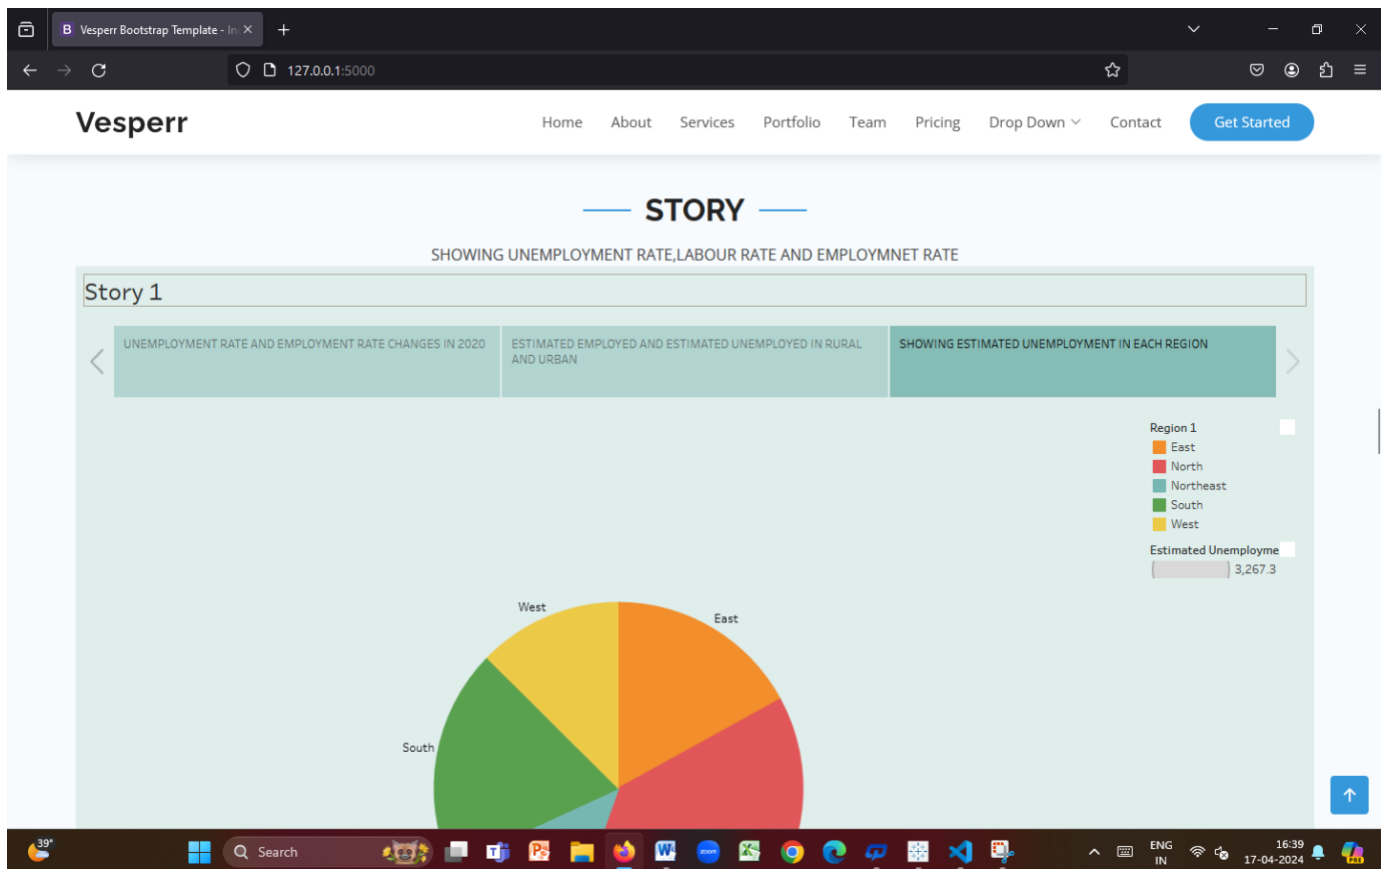 Vesperr Bootstrap Template - In
127.0.0.1:5000
Vesperr
Home About Services Portfolio Team Pricing Drop Down Contact Get Started
STORY
SHOWING UNEMPLOYMENT RATE,LABOUR RATE AND EMPLOYMNET RATE
Story 1
UNEMPLOYMENT RATE AND EMPLOYMENT RATE CHANGES IN 2020
ESTIMATED EMPLOYED AND ESTIMATED UNEMPLOYED IN RURAL
AND URBAN
SHOWING ESTIMATED UNEMPLOYMENT IN EACH REGION
Region 1
East
North
Northeast
South
West
Estimated Unemployme
3,267.3
West
East
South
39°
Search
ENG
IN
16:39
17-04-2024